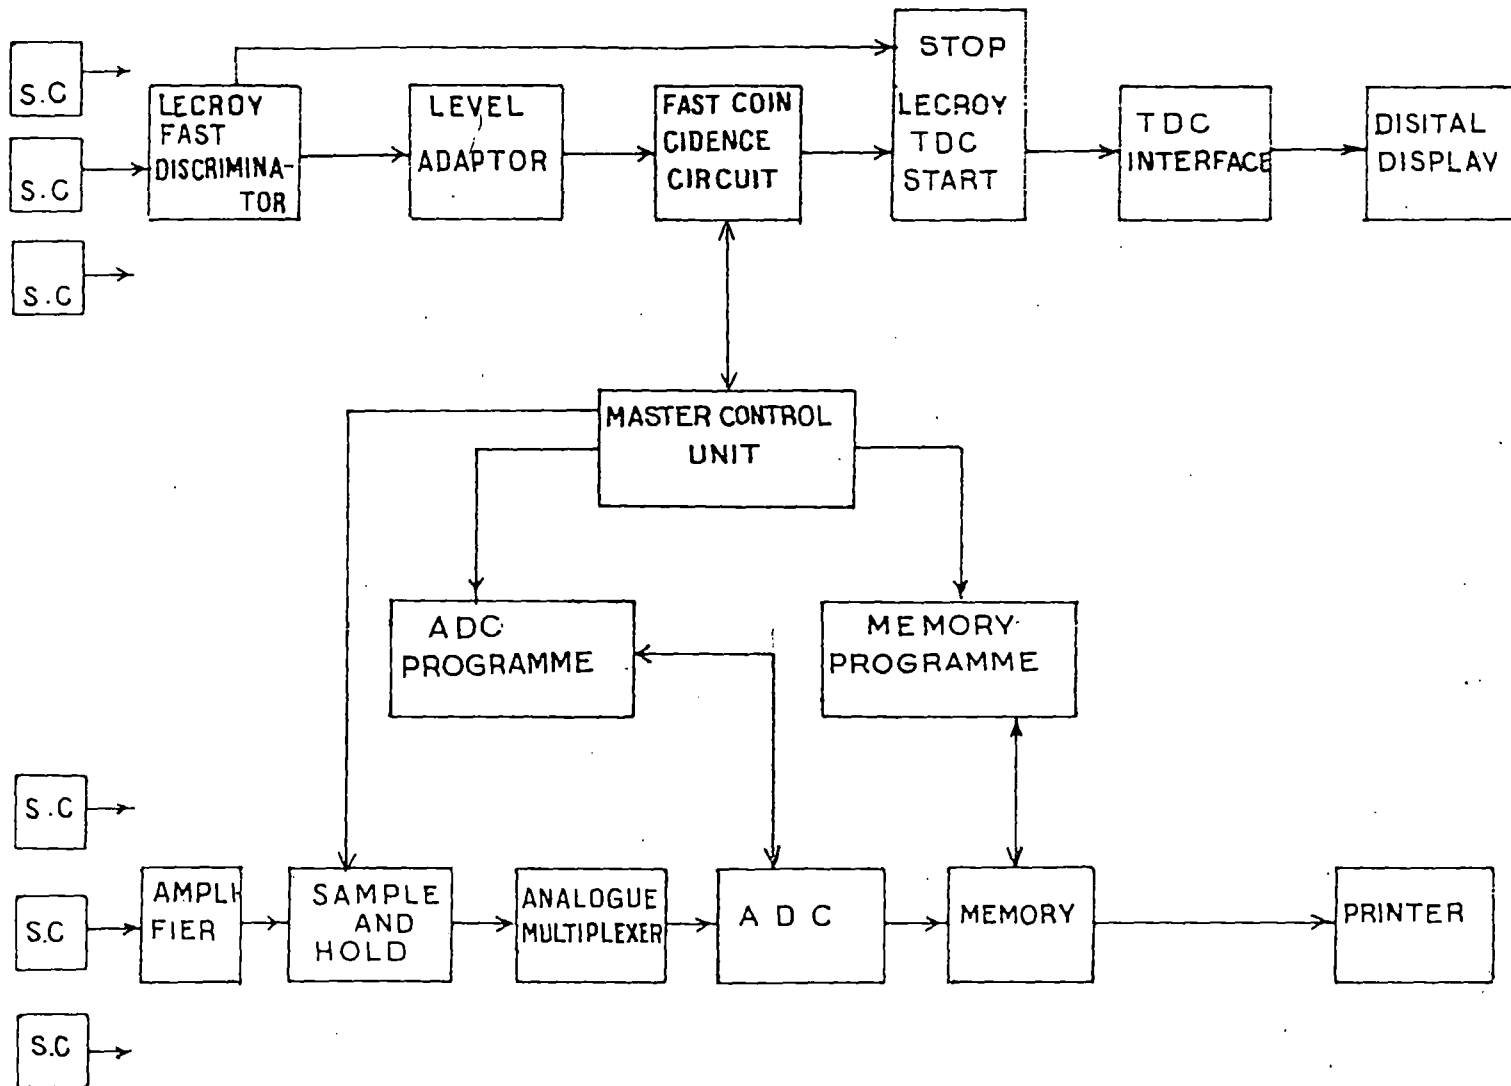 S.C
S.C
S.C
LECROY
FAST
DISCRIMINA-
TOR
LEVEL
ADAPTOR
FAST COIN
CIDENCE
CIRCUIT
STOP
LECROY
TDC
START
TDC
INTERFACE
DISITAL
DISPLAY
MASTER CONTROL
UNIT
ADC
PROGRAMME
MEMORY
PROGRAMME
S.C
S.C
S.C
AMPLI
FIER
SAMPLE
AND
HOLD
ANALOGUE
MULTIPLEXER
ADC
MEMORY
PRINTER